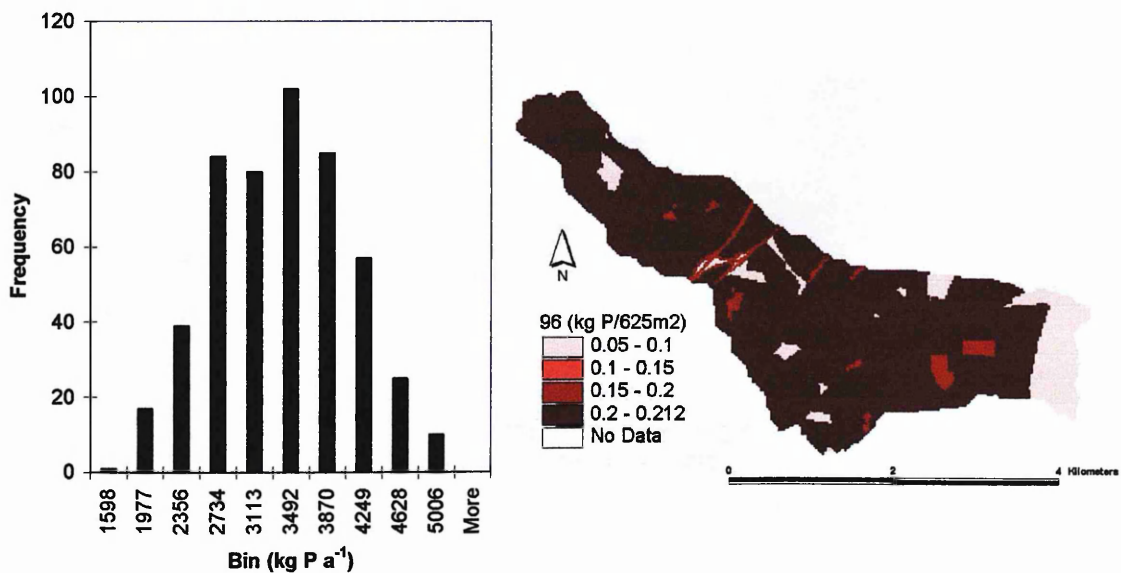 120
100
80
60
40
20
0
Frequency
1598
1977
2356
2734
3113
3492
3870
4249
4628
5006
More
Bin (kg P a⁻¹)
N
96 (kg P/625m2)
0.05 - 0.1
0.1 - 0.15
0.15 - 0.2
0.2 - 0.212
No Data
0 2 4 Kilometers